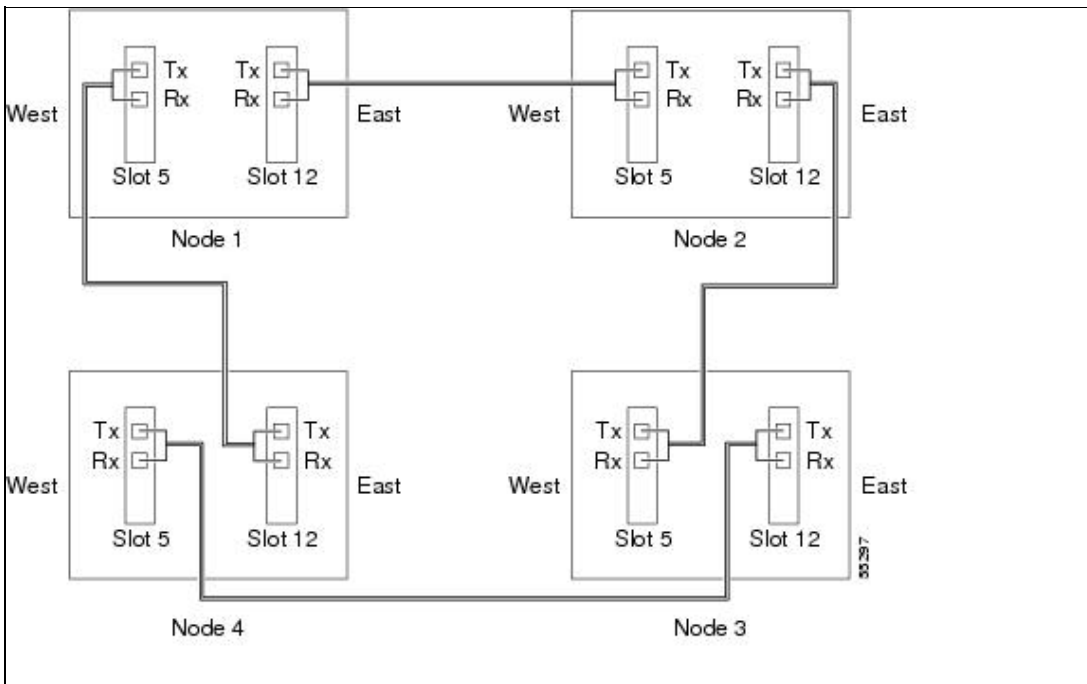 Tx Tx Tx Tx
Rx Rx Rx Rx
West East West East
Slot 5 Slot 12 Slot 5 Slot 12
Node 1 Node 2
Tx Tx Tx Tx
Rx Rx Rx Rx
West East West East
Slot 5 Slot 12 Slot 5 Slot 12
55297
Node 4 Node 3